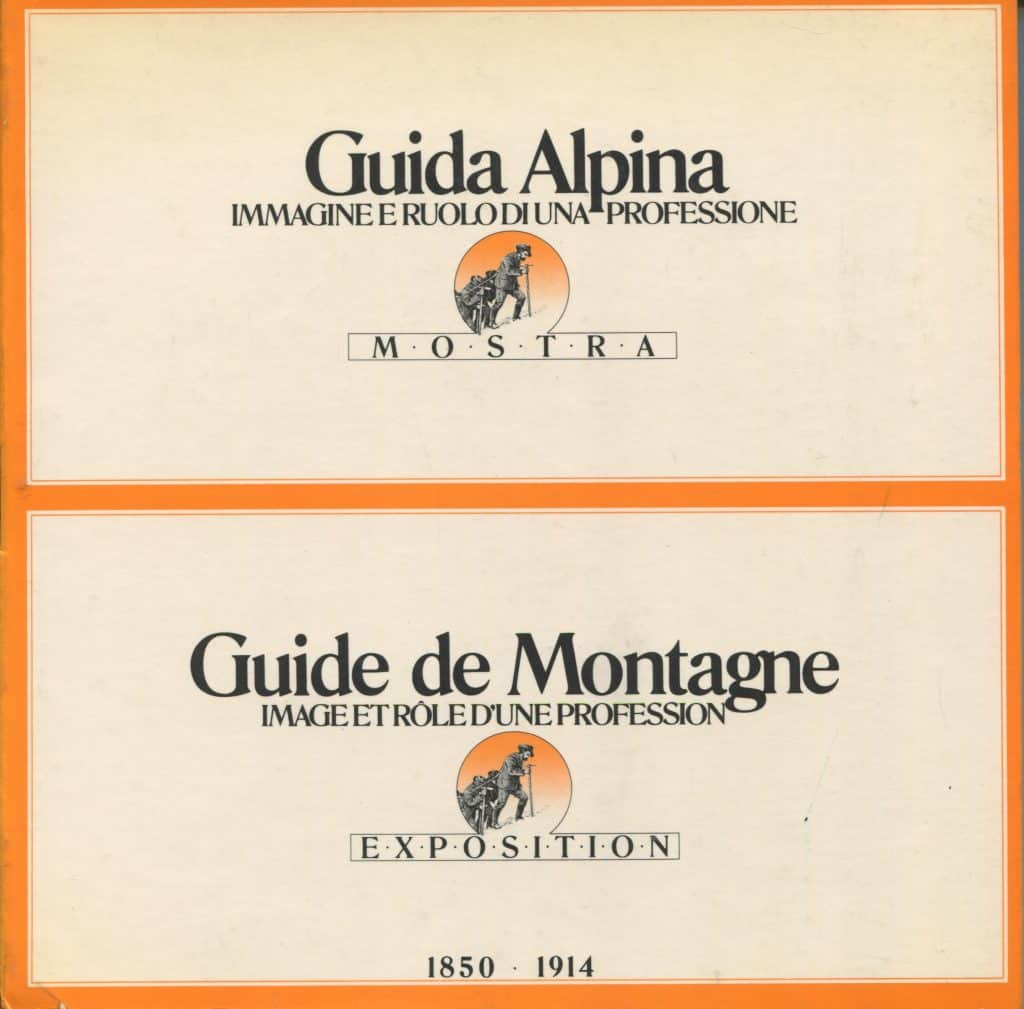 Guida Alpina
IMMAGINE E RUOLO DI UNA PROFESSIONE
M·O·S·T·R·A
Guide de Montagne
IMAGE ET RÔLE D'UNE PROFESSION
E·X·P·O·S·I·T·I·O·N
1850 · 1914